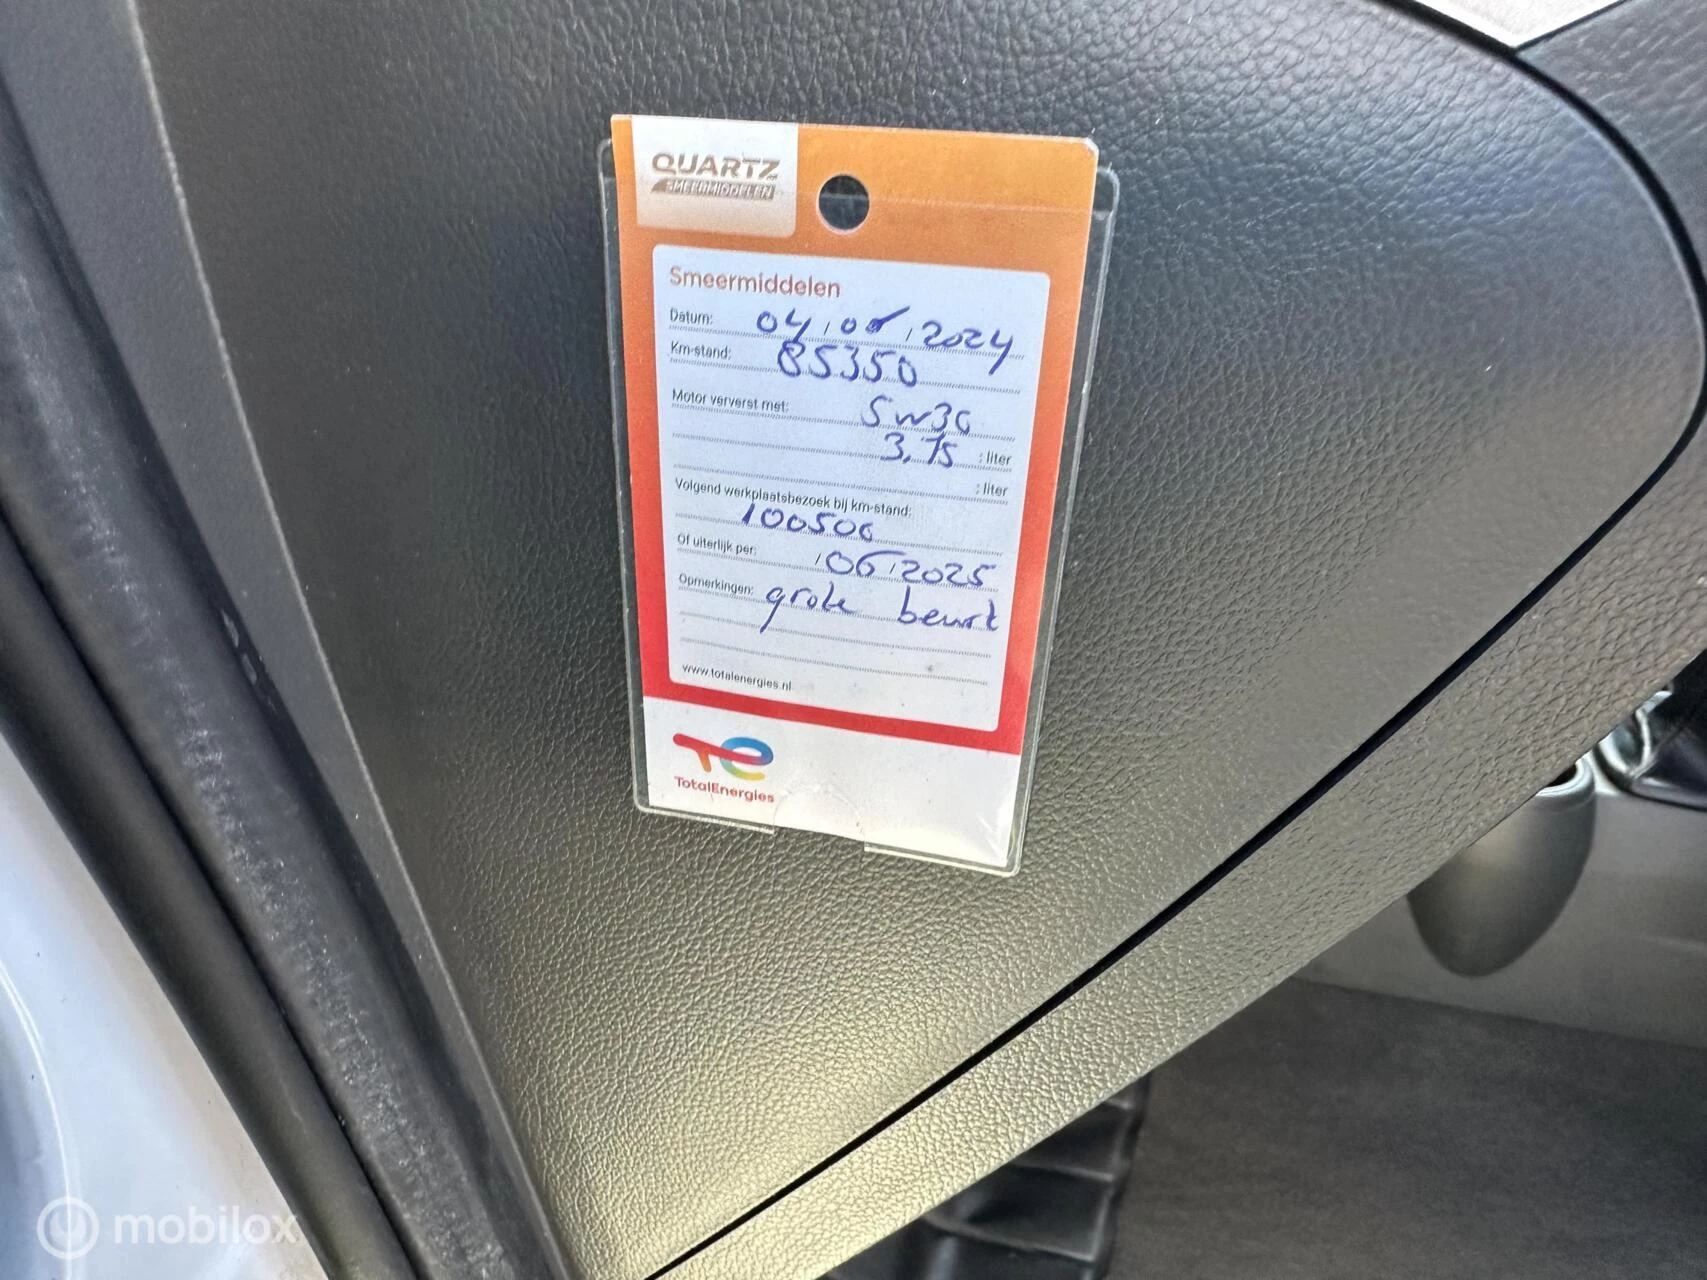 QUARTZ
SMEERMIDDELEN
Smeermiddelen
Datum: 04, 2024
Km-stand: 85350
Motor ververst met: 5w30
3.75 : liter
: liter
Volgend werkplaatsbezoek bij km-stand:
100500
Of uiterlijk per: 06 2025
Opmerkingen: grote beurt
www.totalenergies.nl
TotalEnergies
mobilox